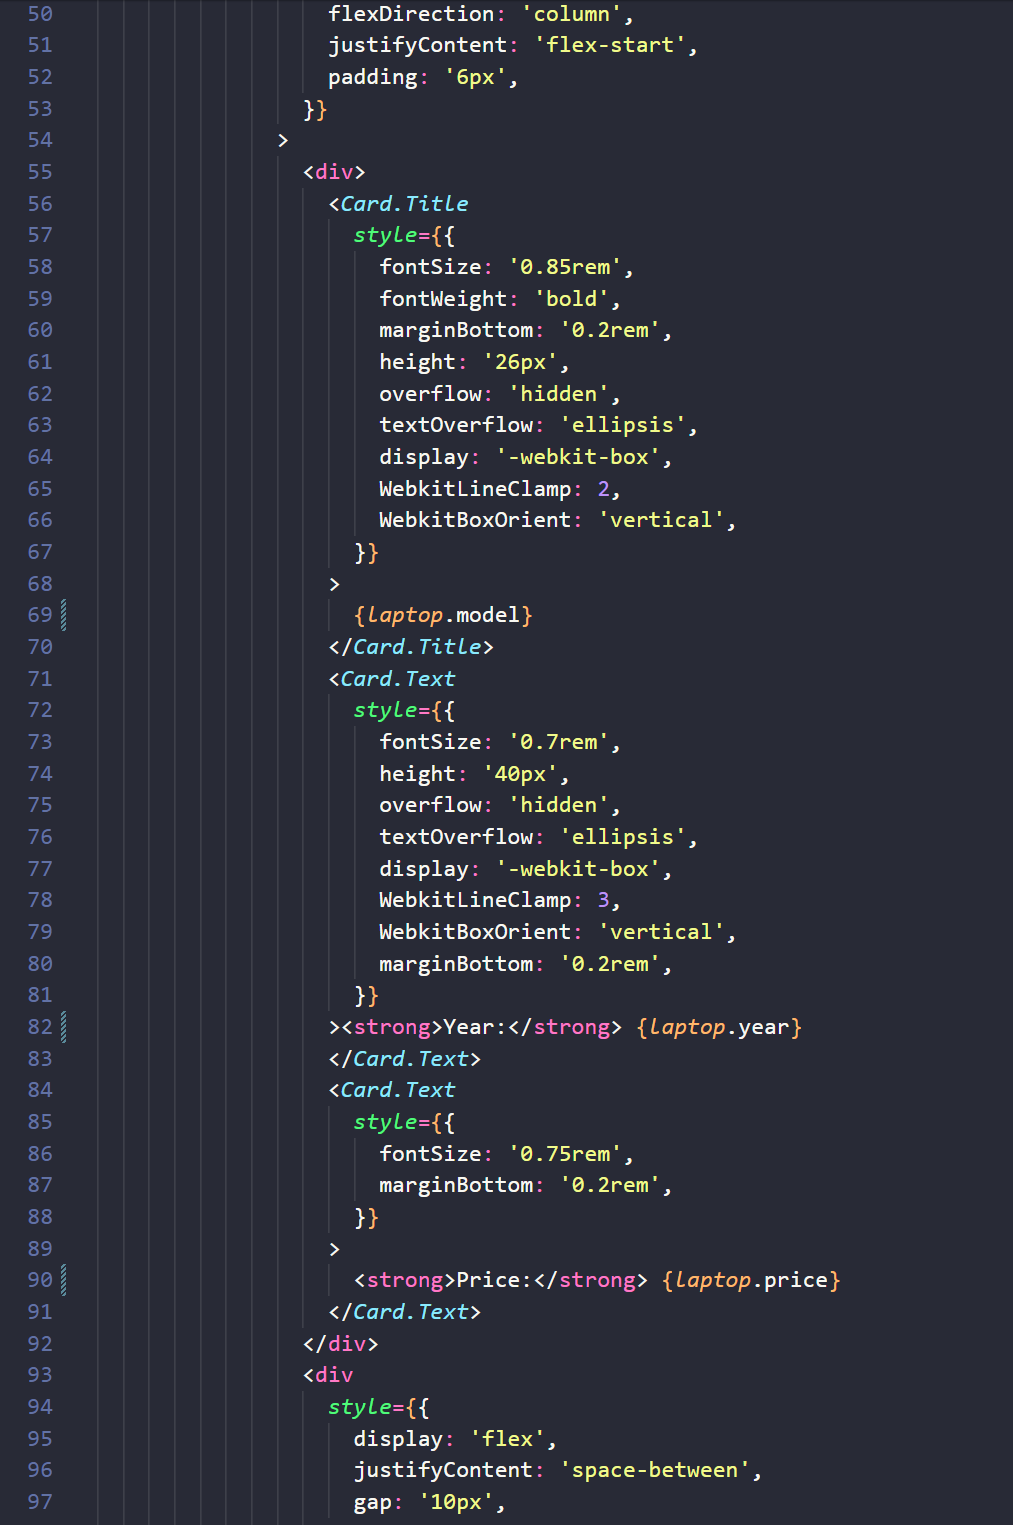 50 flexDirection: 'column',
51 justifyContent: 'flex-start',
52 padding: '6px',
53 }}
54 >
55 <div>
56 <Card.Title
57 style={{
58 fontSize: '0.85rem',
59 fontWeight: 'bold',
60 marginBottom: '0.2rem',
61 height: '26px',
62 overflow: 'hidden',
63 textOverflow: 'ellipsis',
64 display: '-webkit-box',
65 WebkitLineClamp: 2,
66 WebkitBoxOrient: 'vertical',
67 }}
68 >
69 {laptop.model}
70 </Card.Title>
71 <Card.Text
72 style={{
73 fontSize: '0.7rem',
74 height: '40px',
75 overflow: 'hidden',
76 textOverflow: 'ellipsis',
77 display: '-webkit-box',
78 WebkitLineClamp: 3,
79 WebkitBoxOrient: 'vertical',
80 marginBottom: '0.2rem',
81 }}
82 ><strong>Year:</strong> {laptop.year}
83 </Card.Text>
84 <Card.Text
85 style={{
86 fontSize: '0.75rem',
87 marginBottom: '0.2rem',
88 }}
89 >
90 <strong>Price:</strong> {laptop.price}
91 </Card.Text>
92 </div>
93 <div
94 style={{
95 display: 'flex',
96 justifyContent: 'space-between',
97 gap: '10px',